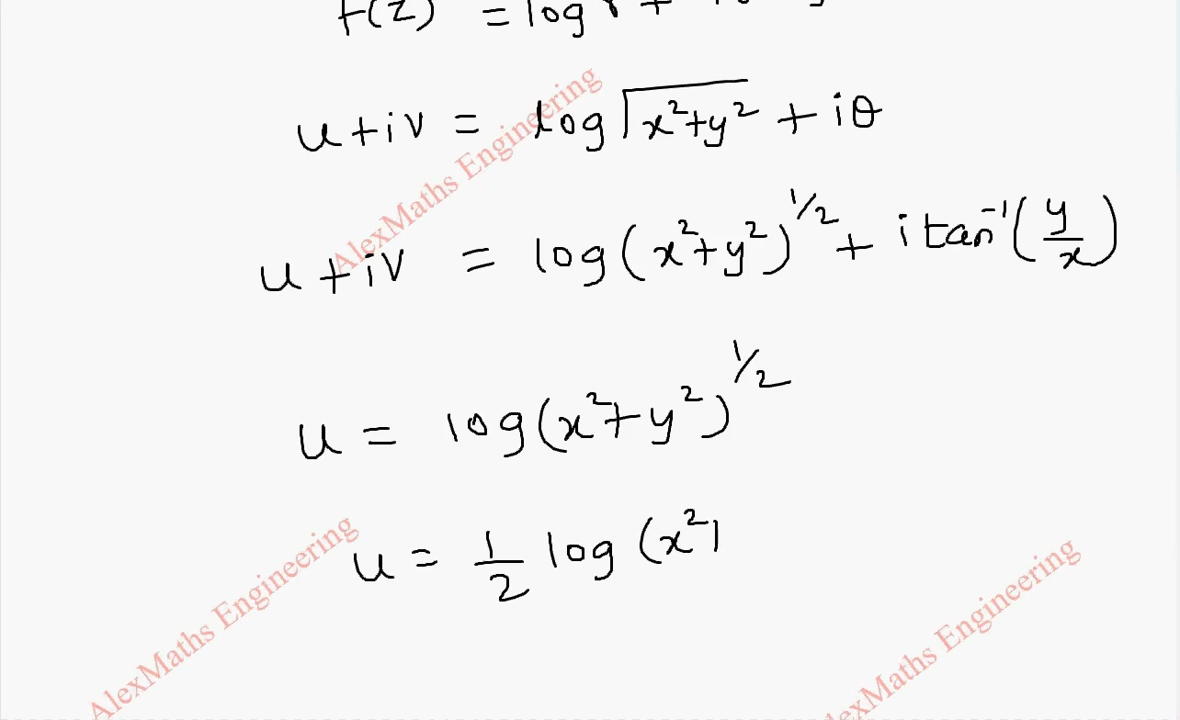 f(z) = log r +
u + iv = log √(x²+y²) + iθ
u + iv = log (x²+y²)^1/2 + i tan⁻¹(y/x)
u = log (x²+y²)^1/2
u = 1/2 log (x²
AlexMaths Engineering
AlexMaths Engineering
AlexMaths Engineering